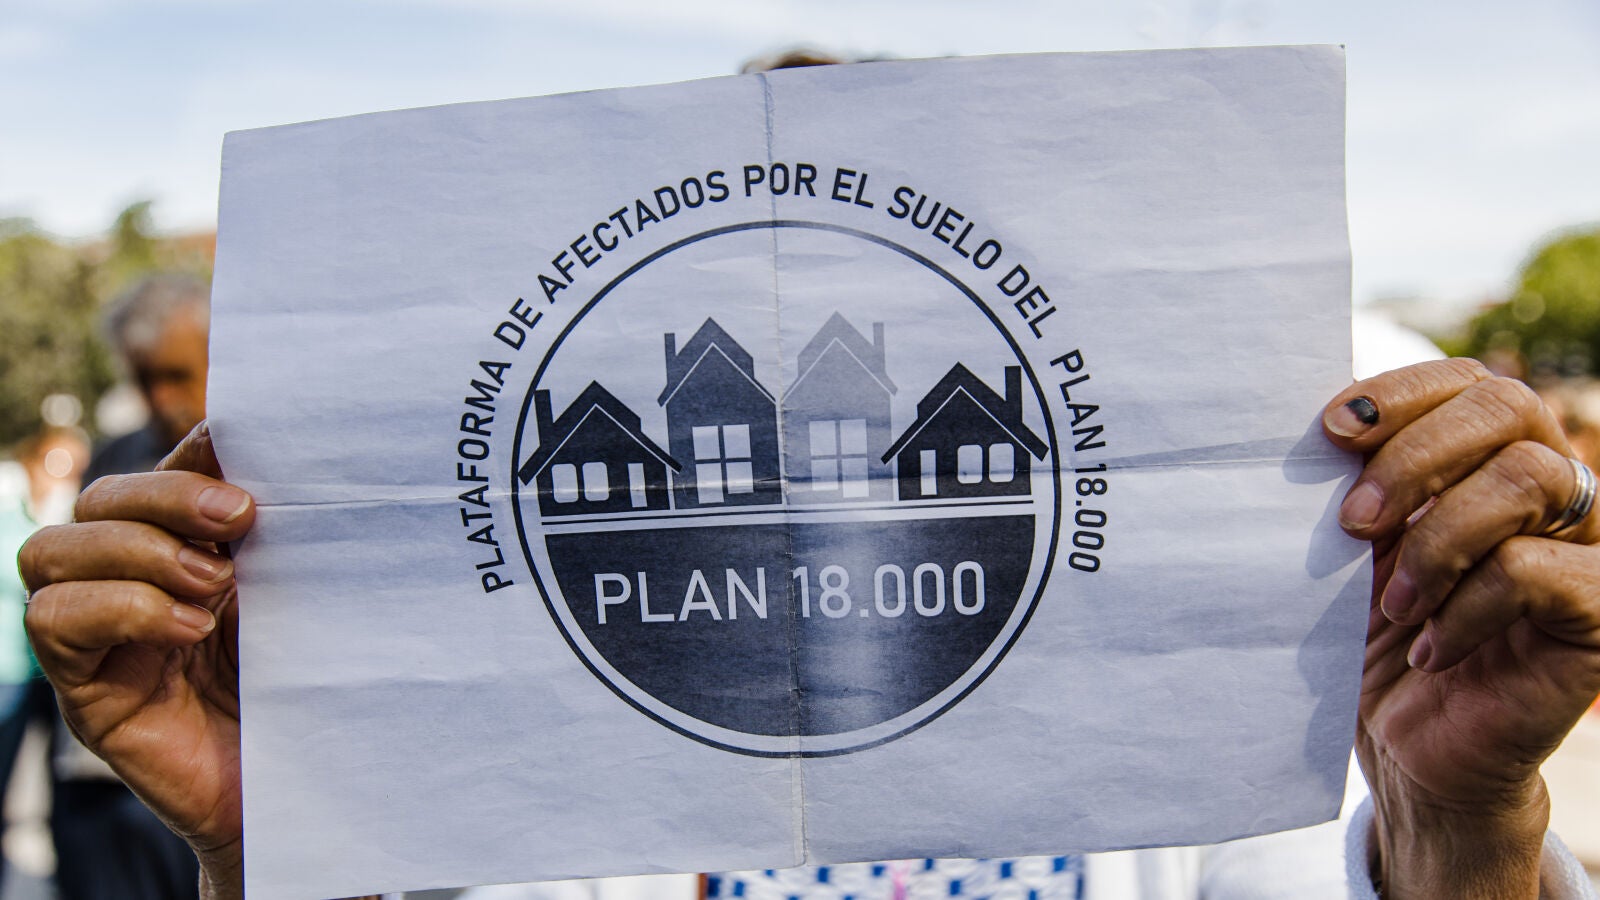 PLATAFORMA DE AFECTADOS POR EL SUELO DEL PLAN 18.000
PLAN 18.000